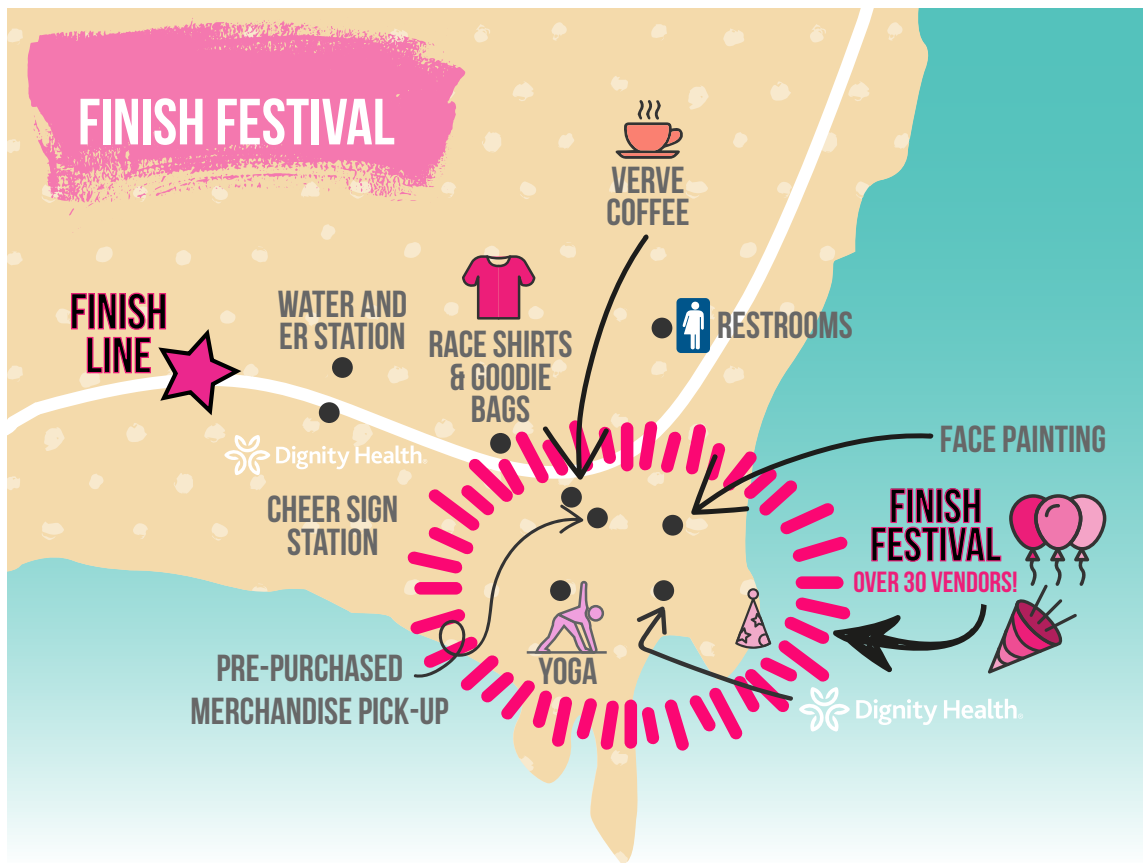 FINISH FESTIVAL
VERVE
COFFEE
FINISH
LINE
WATER AND
ER STATION
RACE SHIRTS
& GOODIE
BAGS
RESTROOMS
Dignity Health.
CHEER SIGN
STATION
FACE PAINTING
FINISH
FESTIVAL
OVER 30 VENDORS!
PRE-PURCHASED
MERCHANDISE PICK-UP
YOGA
Dignity Health.